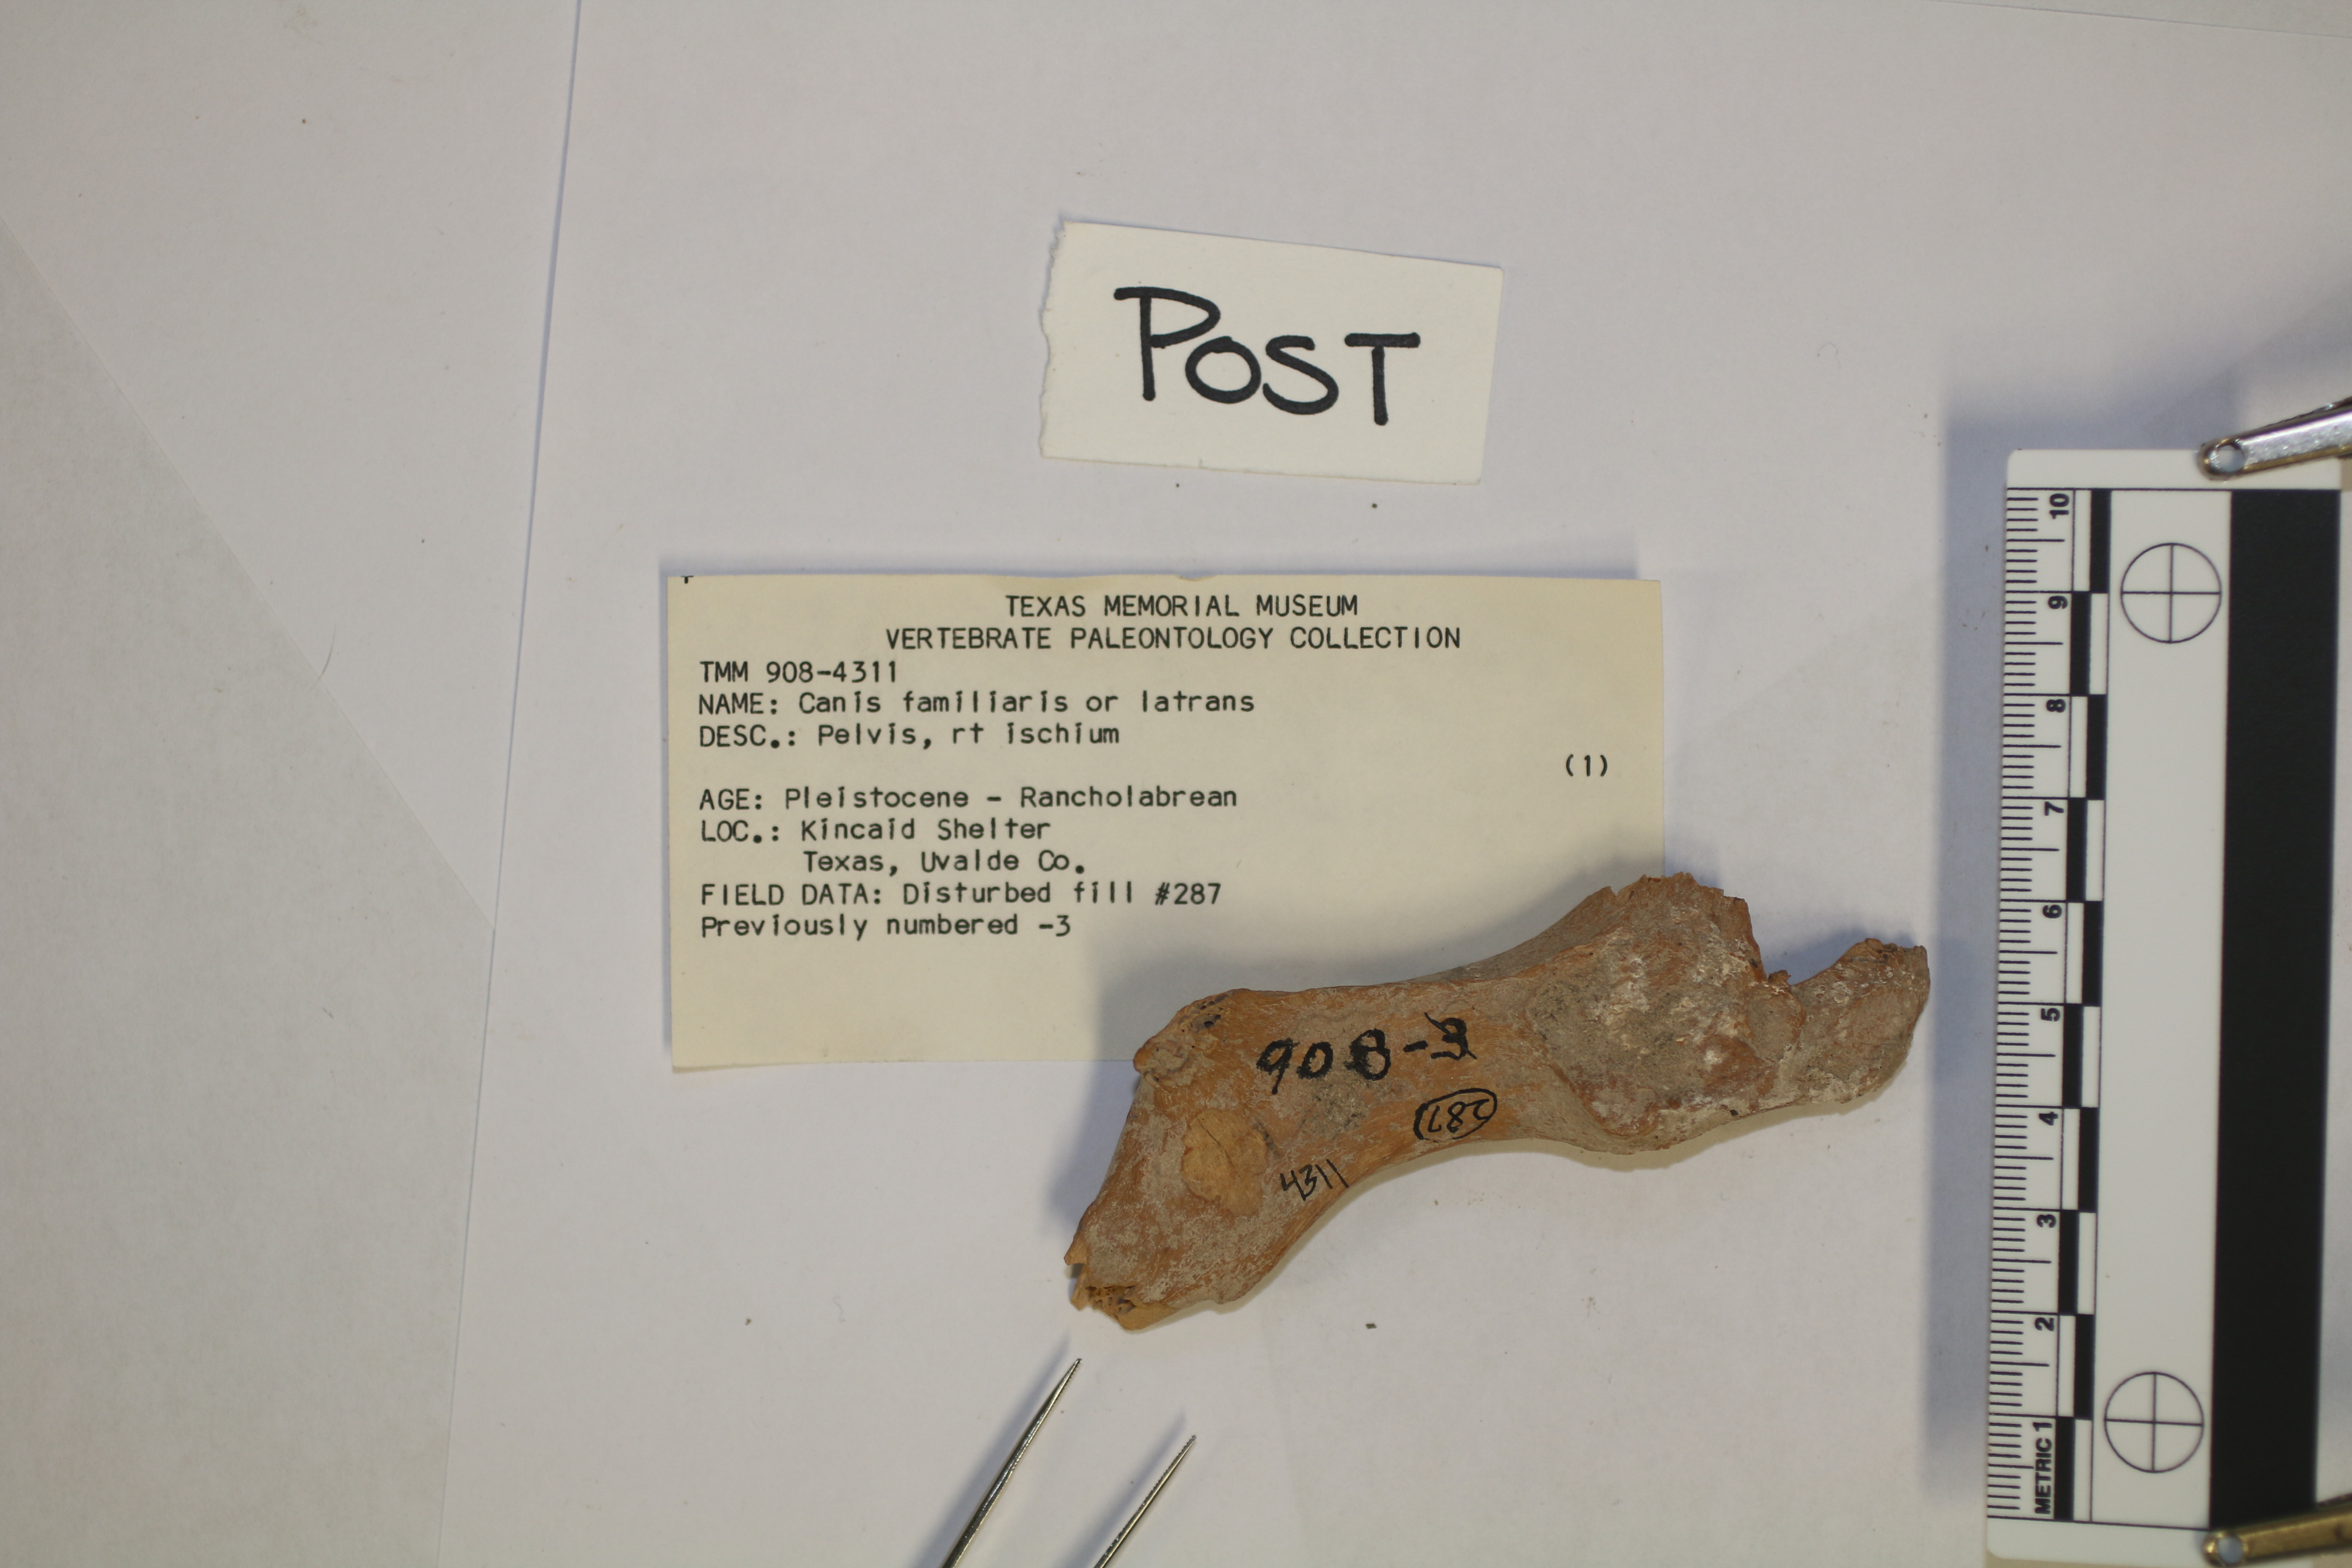 TEXAS MEMORIAL MUSEUM
VERTEBRATE PALEONTOLOGY COLLECTION
TMM 908-4311
NAME: Canis familiaris or latrans
DESC.: Pelvis, rt ischium
(1)
AGE: Pleistocene - Rancholabrean
LOC.: Kincaid Shelter
Texas, Uvalde Co.
FIELD DATA: Disturbed fill #287
Previously numbered -3
POST
908-3
4311
287
METRIC 1 2 3 4 5 6 7 8 9 10